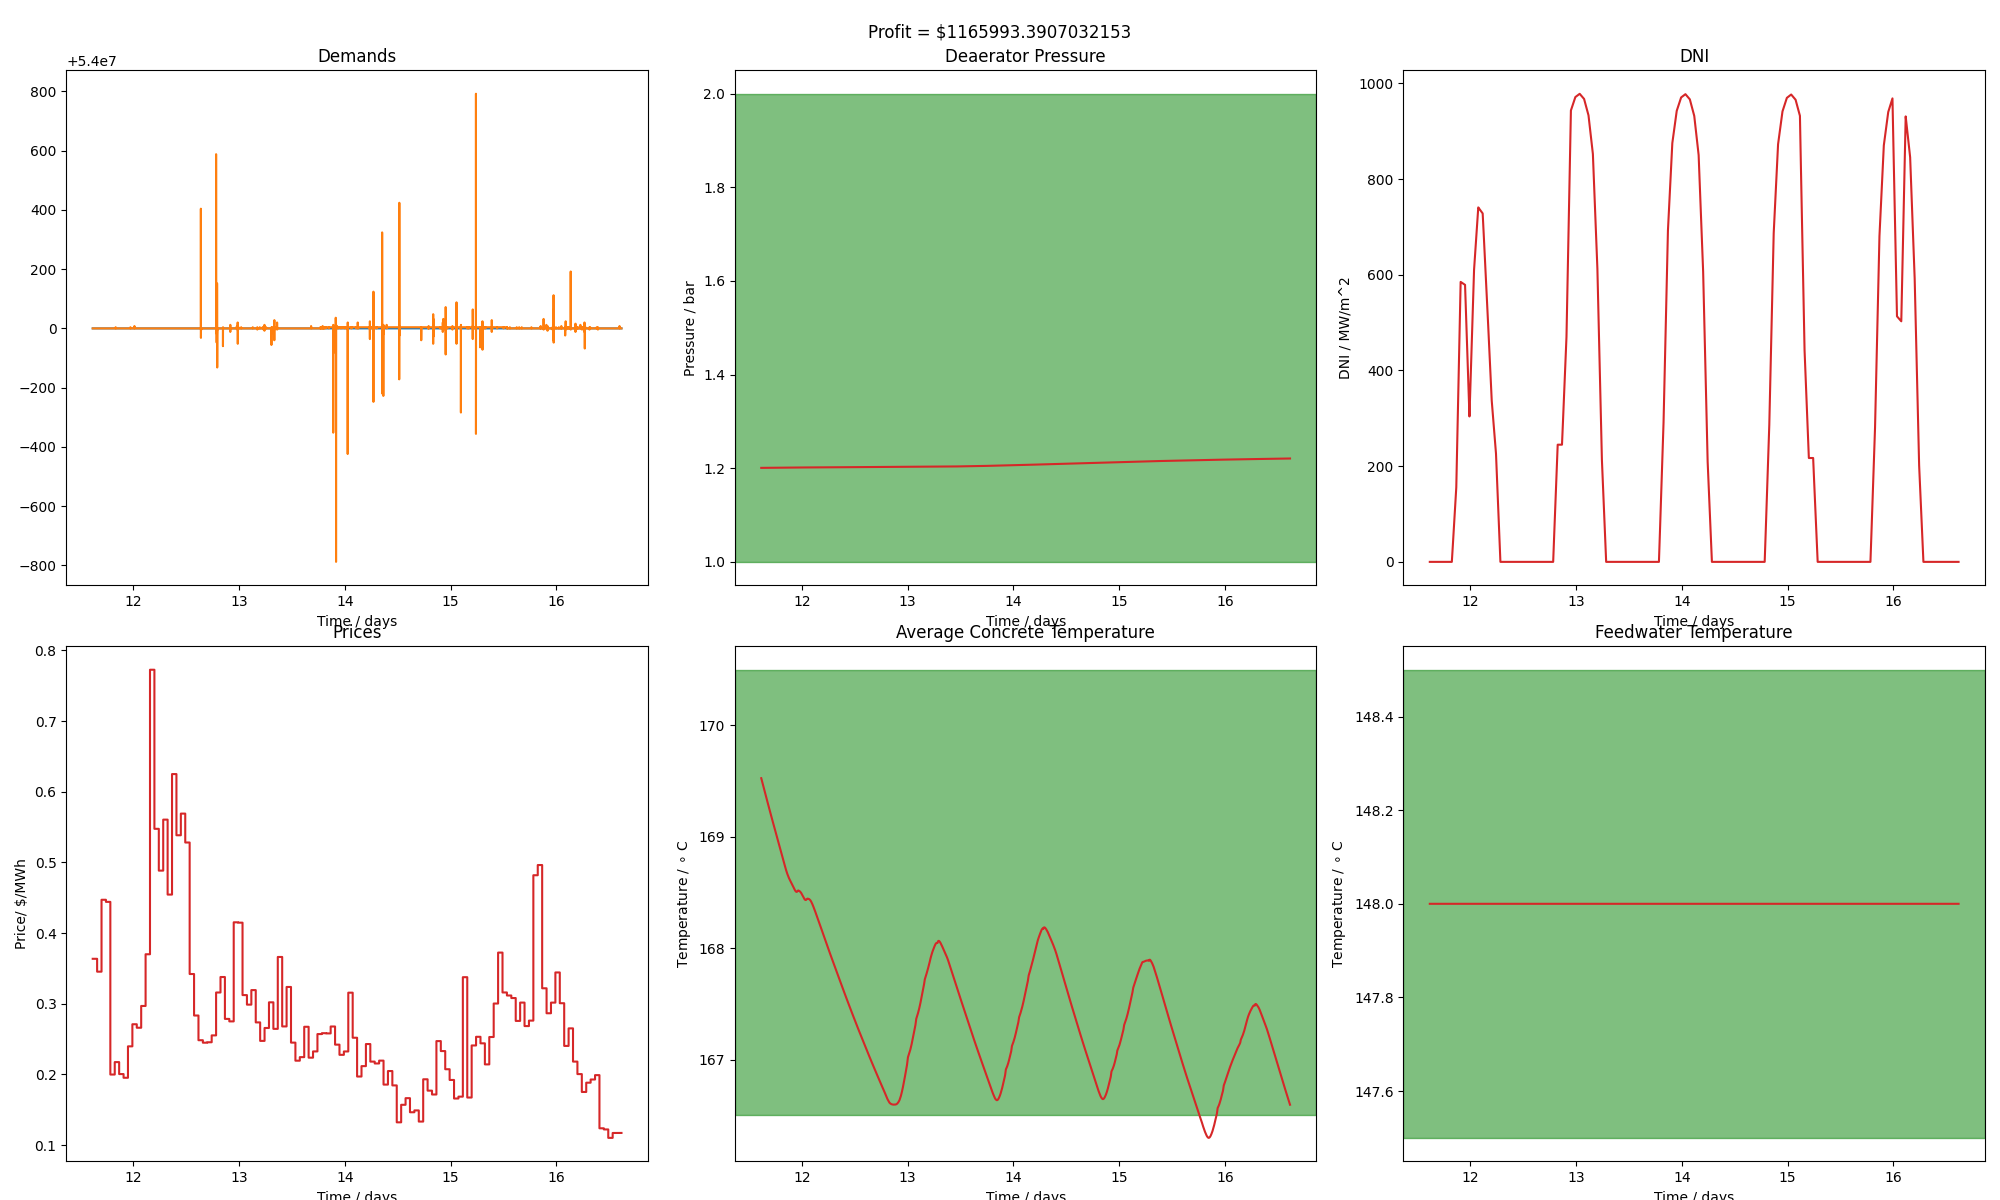 Profit = $1165993.3907032153
Demands
+5.4e7
800
600
400
200
0
−200
−400
−600
−800
12 13 14 15 16
Time / days
Deaerator Pressure
Pressure / bar
2.0
1.8
1.6
1.4
1.2
1.0
12 13 14 15 16
Time / days
DNI
DNI / MW/m^2
1000
800
600
400
200
0
12 13 14 15 16
Time / days
Prices
Price/ $/MWh
0.8
0.7
0.6
0.5
0.4
0.3
0.2
0.1
12 13 14 15 16
Time / days
Average Concrete Temperature
Temperature / ∘ C
170
169
168
167
12 13 14 15 16
Time / days
Feedwater Temperature
Temperature / ∘ C
148.4
148.2
148.0
147.8
147.6
12 13 14 15 16
Time / days